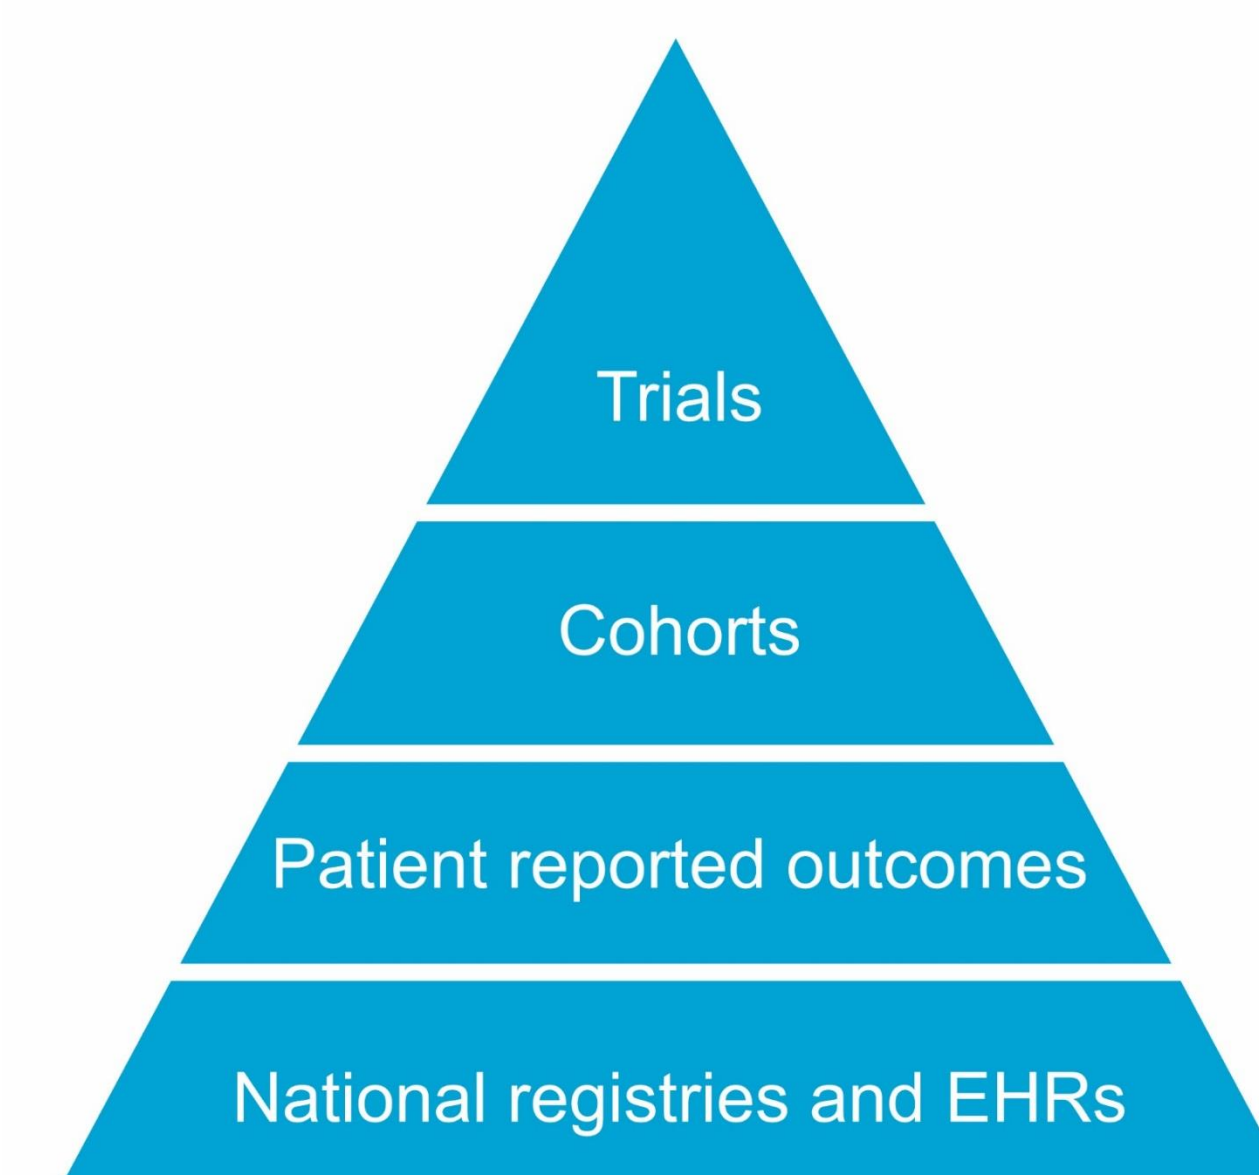 Trials
Cohorts
Patient reported outcomes
National registries and EHRs